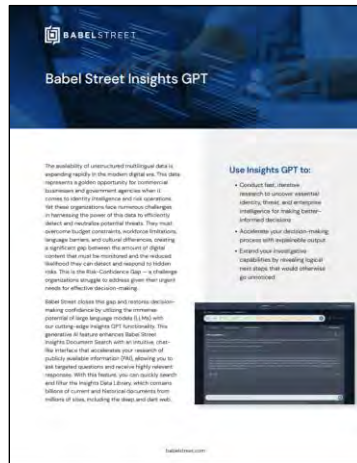 BABELSTREET
Babel Street Insights GPT
The availability of unstructured multilingual data is
expanding rapidly in the modern digital era. This data
represents a golden opportunity for commercial
businesses and government agencies when it
comes to identity intelligence and risk operations.
Yet these organizations face numerous challenges
in harnessing the power of this data to efficiently
detect and neutralize potential threats. They must
overcome budget constraints, workforce limitations,
language barriers, and cultural differences, creating
a significant gap between the amount of digital
content that must be monitored and the reduced
likelihood they can detect and respond to hidden
risks. This is the Risk-Confidence Gap — a challenge
organizations struggle to address given their urgent
needs for effective decision-making.
Babel Street closes the gap and restores decision-
making confidence by utilizing the immense
potential of large language models (LLMs) with
our cutting-edge Insights GPT functionality. This
generative AI feature enhances Babel Street
Insights Document Search with an intuitive, chat-
like interface that accelerates your research of
publicly available information (PAI), allowing you to
ask targeted questions and receive highly relevant
responses. With this feature, you can quickly search
and filter the Insights Data Library, which contains
billions of current and historical documents from
millions of sites, including the deep and dark web.
Use Insights GPT to:
• Conduct fast, iterative
research to uncover essential
identity, threat, and enterprise
intelligence for making better-
informed decisions
• Accelerate your decision-making
process with explainable output
• Extend your investigative
capabilities by revealing logical
next steps that would otherwise
go unnoticed
babelstreet.com